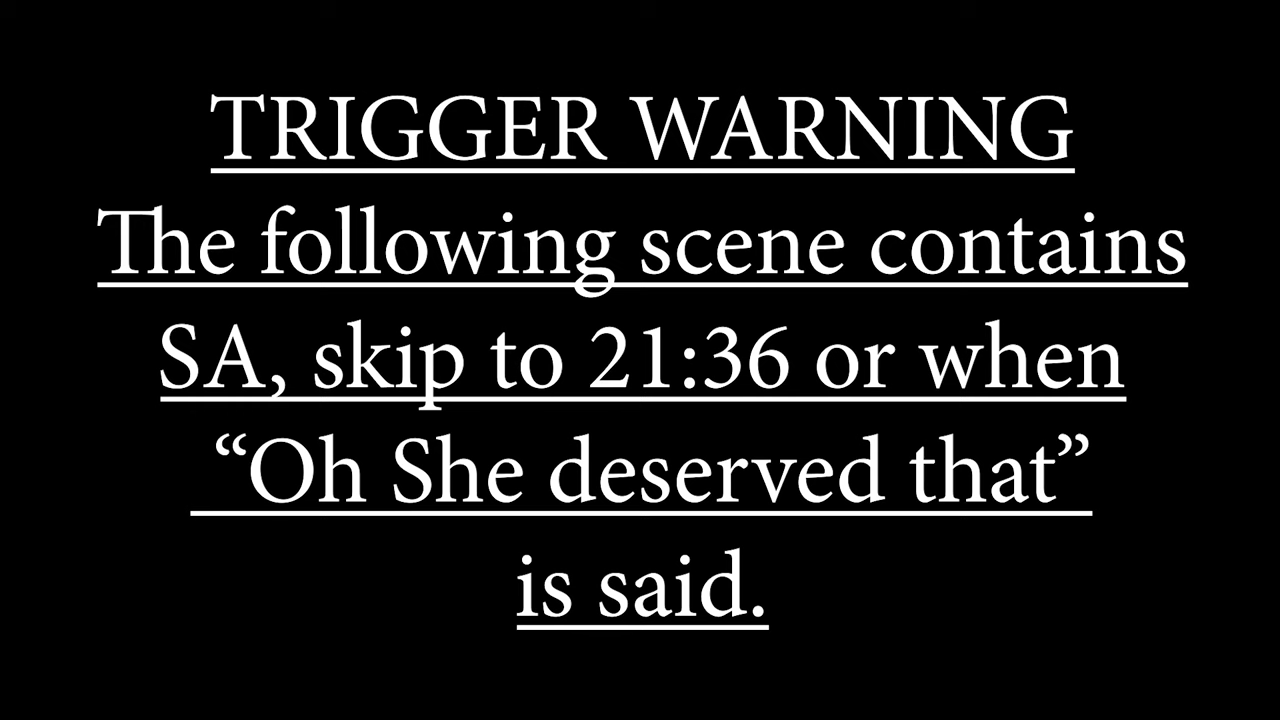 TRIGGER WARNING
The following scene contains
SA, skip to 21:36 or when
“Oh She deserved that”
is said.